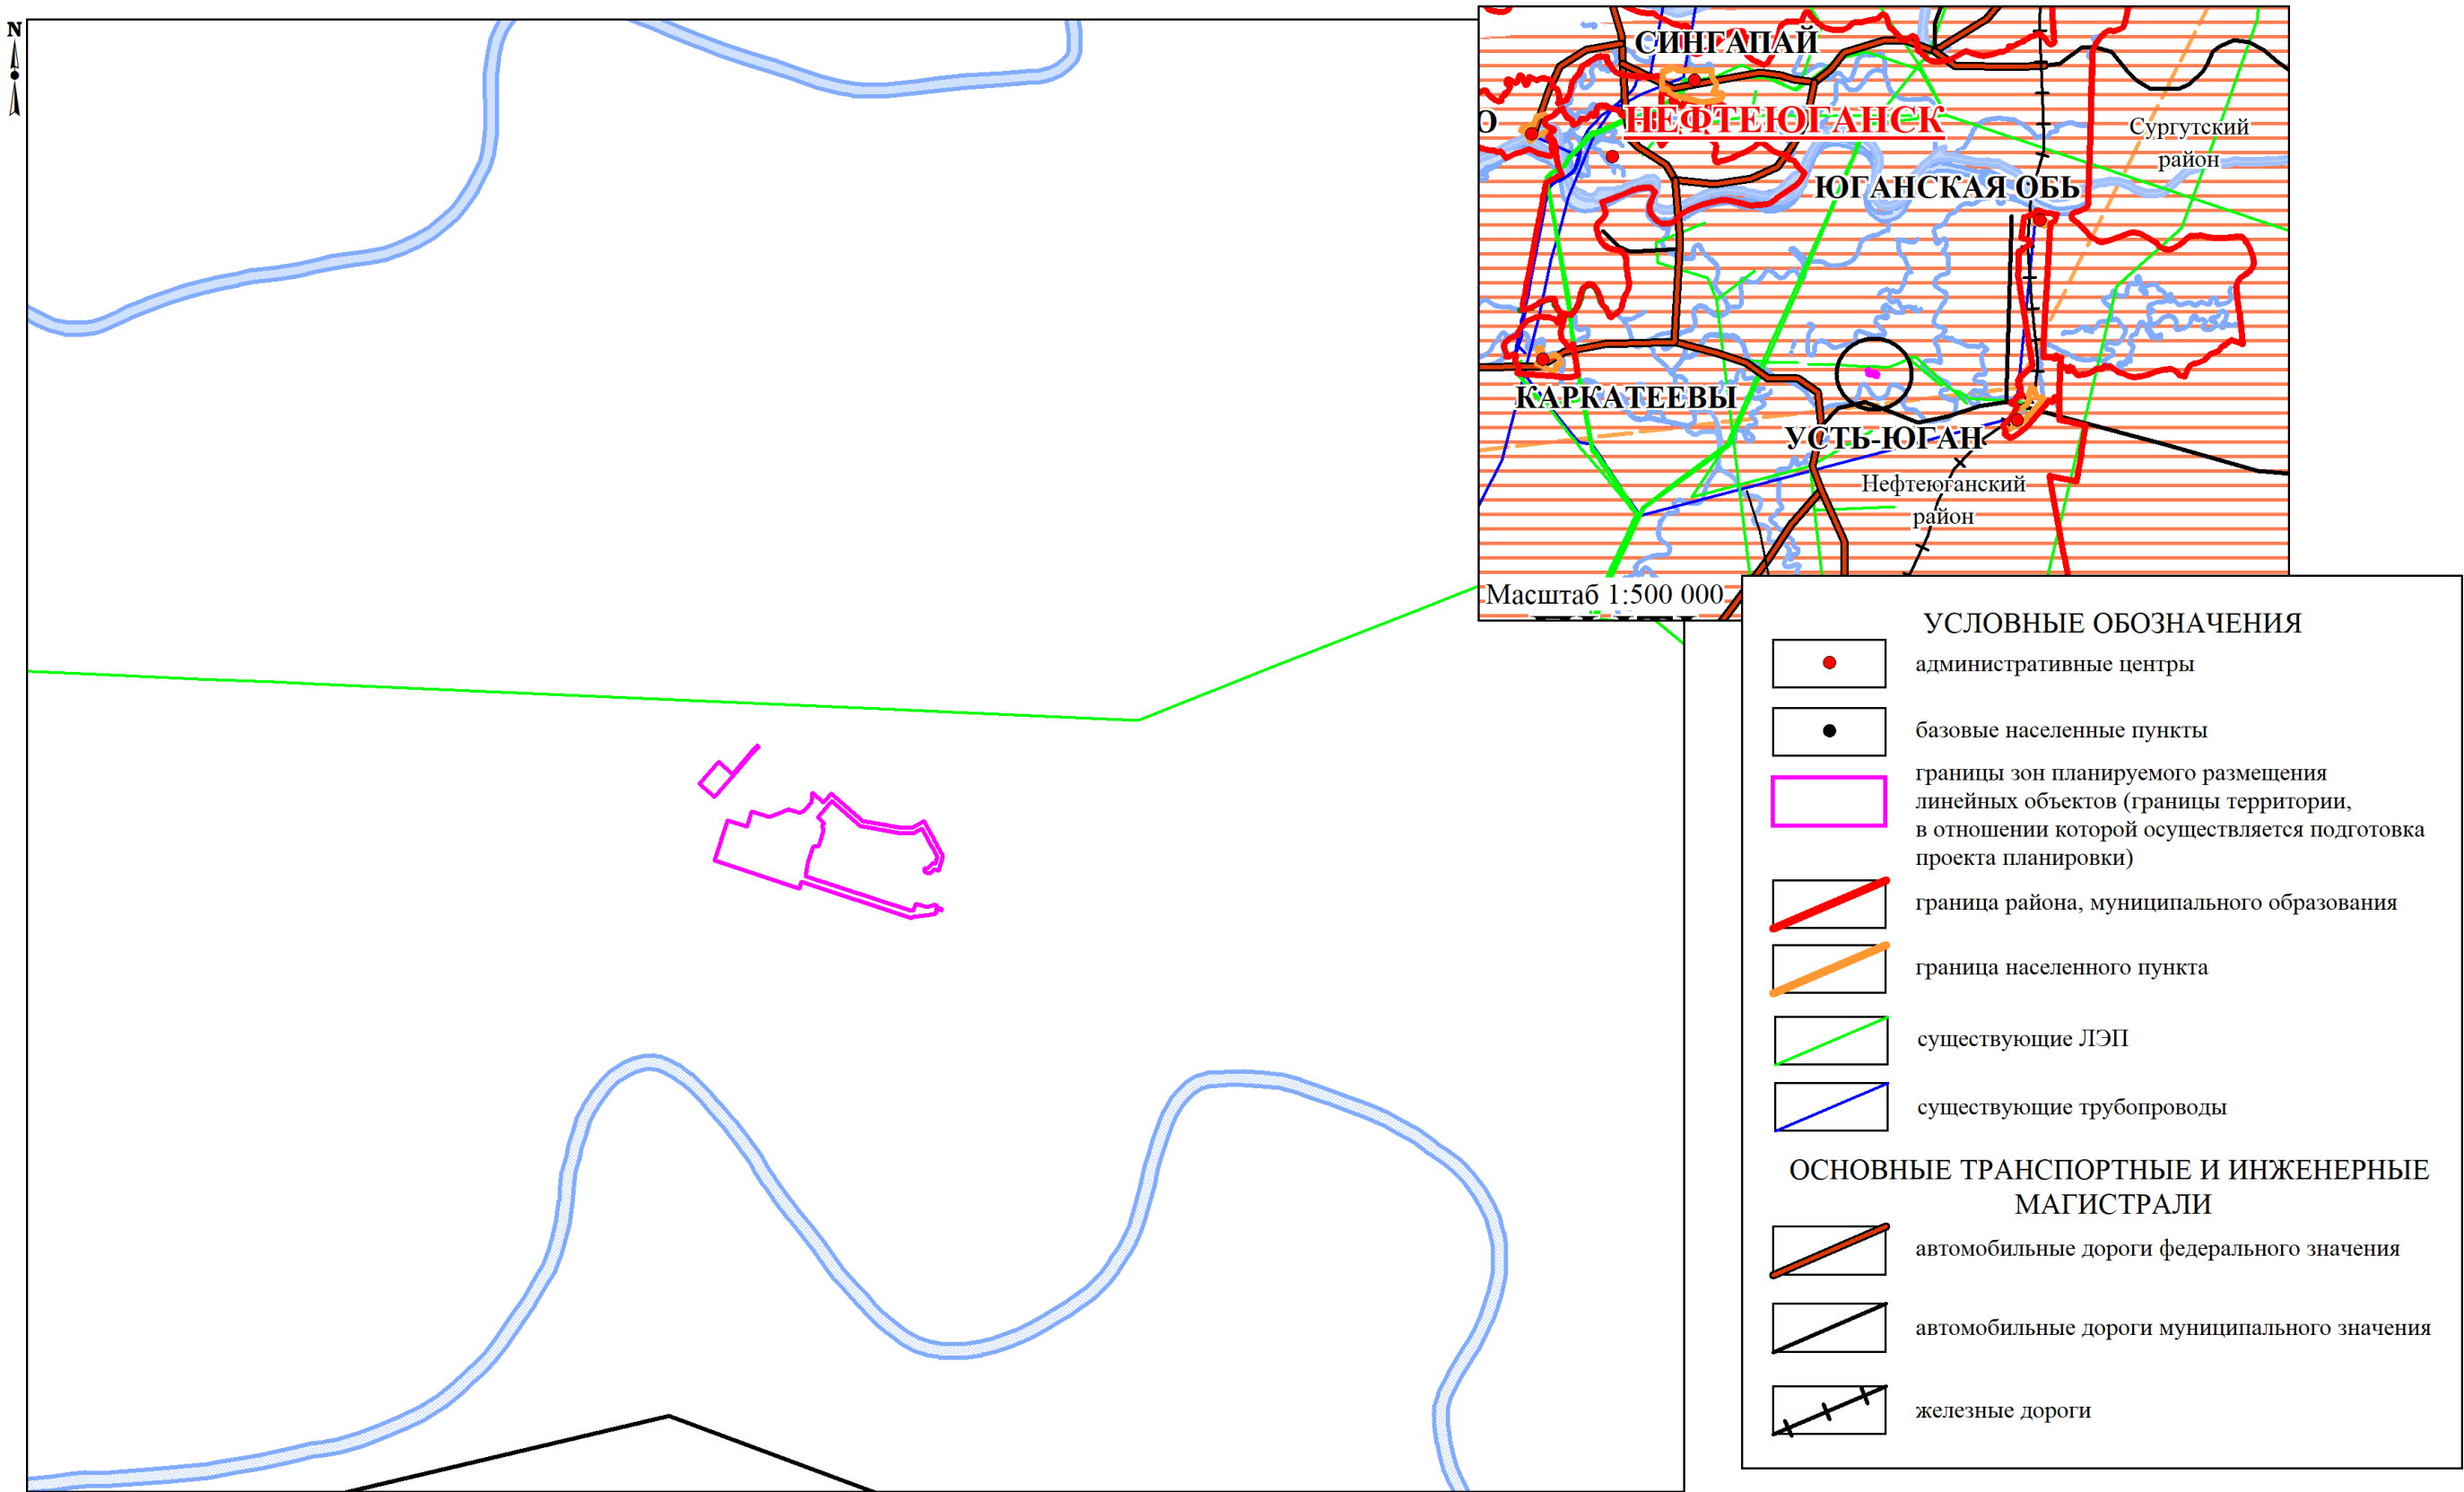 N
СИНГАПАЙ
О
НЕФТЕЮГАНСК
Сургутский
район
ЮГАНСКАЯ ОБЬ
КАРКАТЕЕВЫ
УСТЬ-ЮГАН
Нефтеюганский
район
Масштаб 1:500 000
УСЛОВНЫЕ ОБОЗНАЧЕНИЯ
административные центры
базовые населенные пункты
границы зон планируемого размещения
линейных объектов (границы территории,
в отношении которой осуществляется подготовка
проекта планировки)
граница района, муниципального образования
граница населенного пункта
существующие ЛЭП
существующие трубопроводы
ОСНОВНЫЕ ТРАНСПОРТНЫЕ И ИНЖЕНЕРНЫЕ
МАГИСТРАЛИ
автомобильные дороги федерального значения
автомобильные дороги муниципального значения
железные дороги